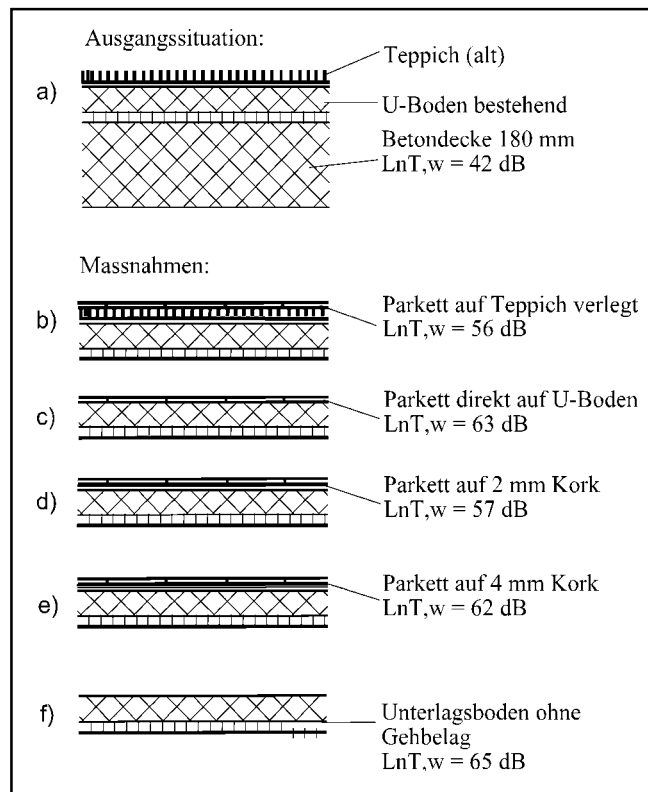 Ausgangssituation:
Teppich (alt)
a)
U-Boden bestehend
Betondecke 180 mm
LnT,w = 42 dB
Massnahmen:
b)
Parkett auf Teppich verlegt
LnT,w = 56 dB
c)
Parkett direkt auf U-Boden
LnT,w = 63 dB
d)
Parkett auf 2 mm Kork
LnT,w = 57 dB
e)
Parkett auf 4 mm Kork
LnT,w = 62 dB
f)
Unterlagsboden ohne
Gehbelag
LnT,w = 65 dB